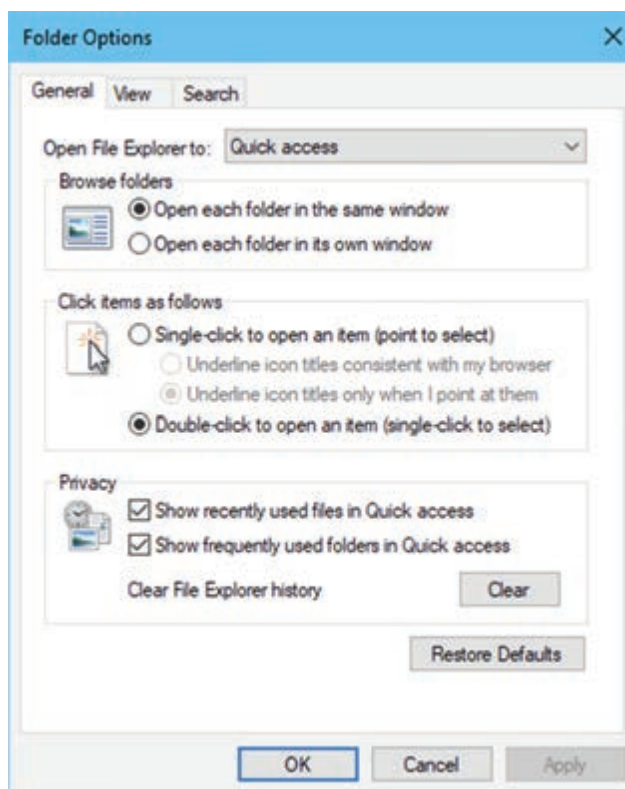 Folder Options
General View Search
Open File Explorer to: Quick access
Browse folders
Open each folder in the same window
Open each folder in its own window
Click items as follows
Single-click to open an item (point to select)
Underline icon titles consistent with my browser
Underline icon titles only when I point at them
Double-click to open an item (single-click to select)
Privacy
Show recently used files in Quick access
Show frequently used folders in Quick access
Clear File Explorer history Clear
Restore Defaults
OK Cancel Apply